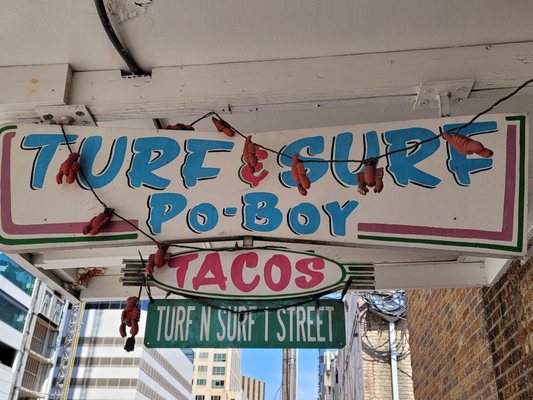 TURF & SURF
PO-BOY
TACOS
TURF N SURF 1 STREET